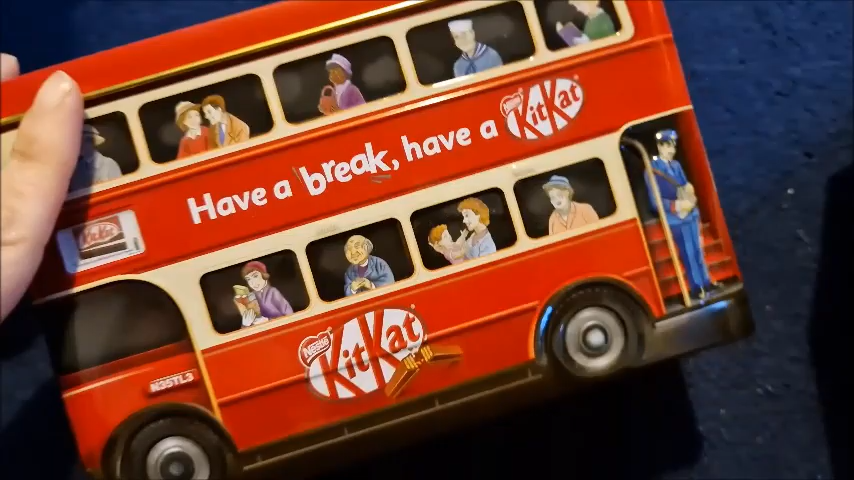 Have a break, have a
Nestlé
KitKat
KitKat
Nestlé
KitKat
N35TL3